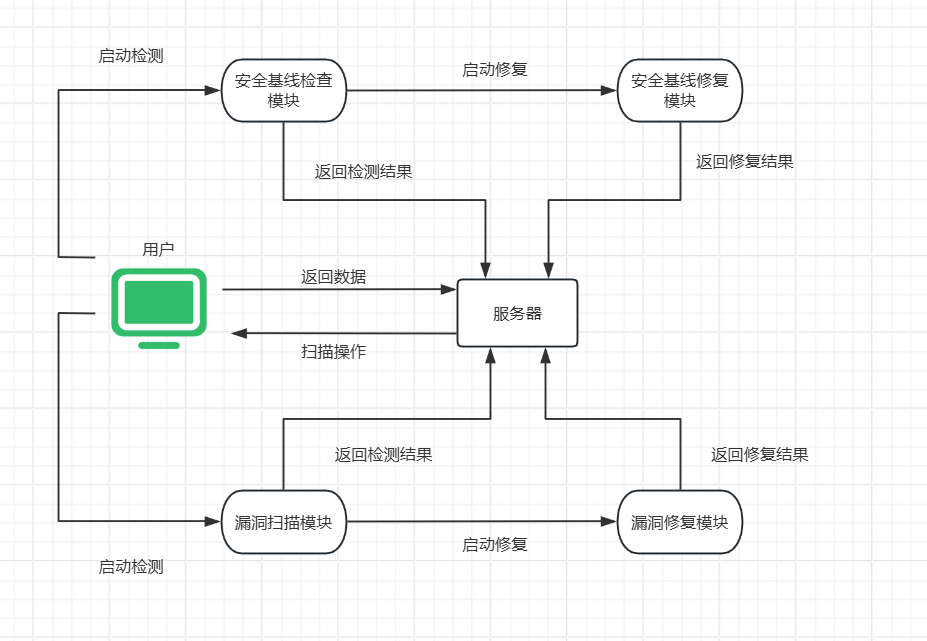 启动检测
安全基线检查
模块
启动修复
安全基线修复
模块
返回检测结果
返回修复结果
用户
返回数据
服务器
扫描操作
返回检测结果
返回修复结果
漏洞扫描模块
漏洞修复模块
启动修复
启动检测